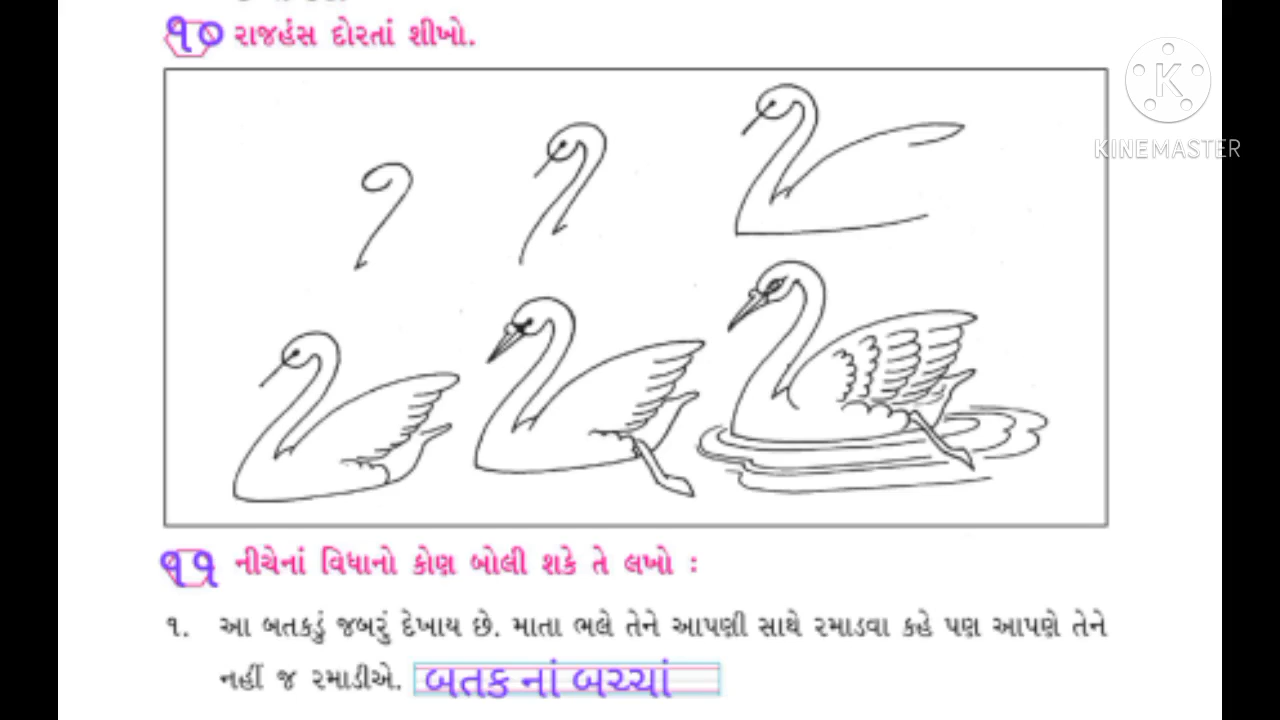 ૧૦ રાજહંસ દોરતાં શીખો.
KINEMASTER
૧૧ નીચેનાં વિધાનો કોણ બોલી શકે તે લખો :
૧. આ બતકડું જબરું દેખાય છે. માતા ભલે તેને આપણી સાથે રમાડવા કહે પણ આપણે તેને
નહીં જ રમાડીએ. બતક નાં બચ્ચાં